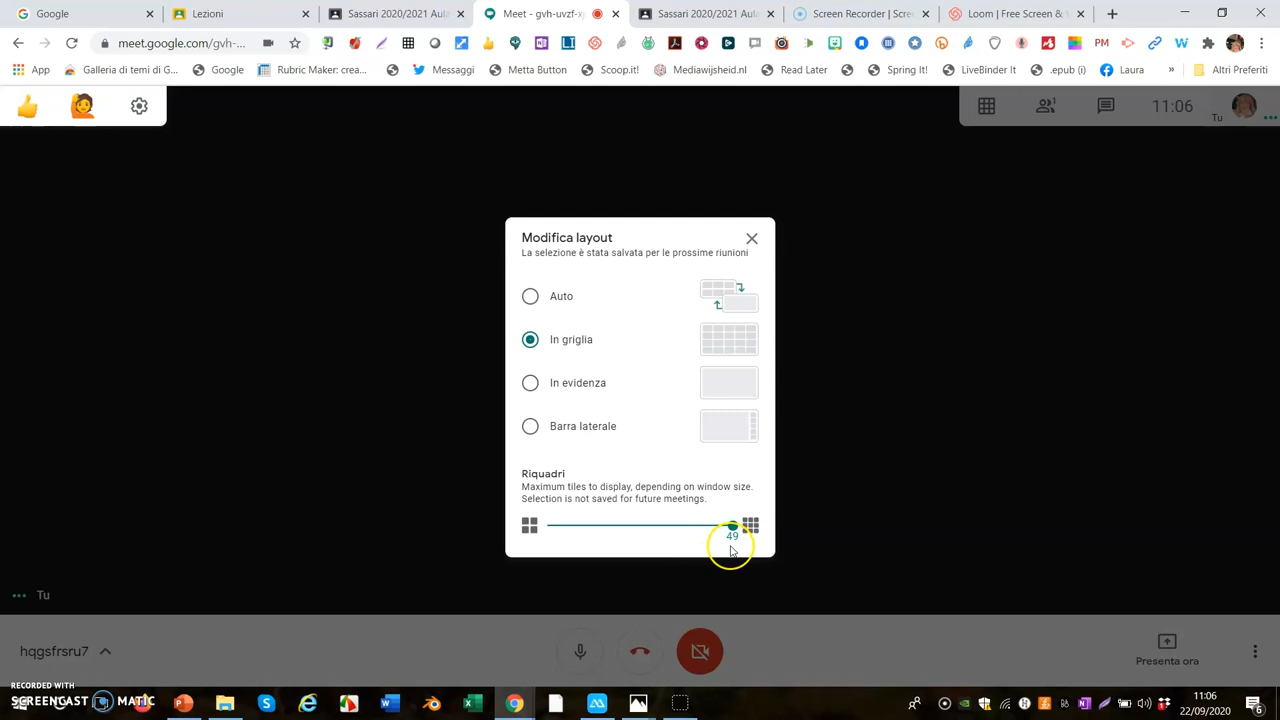 Google
Lezioni
Sassari 2020/2021 Aula
Meet - gvh-uvzf-x
Sassari 2020/2021 Aula
Screen Recorder | Scre
Loom | Free Screen & 
meet.google.com/gvh-
PM
App
Galleria di temi di G...
Google
Rubric Maker: crea...
Messaggi
Metta Button
Scoop.it!
Mediawijsheid.nl
Read Later
Spring It!
LiveBinder It
.epub (i)
Laura
»
Altri Preferiti
11:06
Tu
Modifica layout
La selezione è stata salvata per le prossime riunioni
Auto
In griglia
In evidenza
Barra laterale
Riquadri
Maximum tiles to display, depending on window size.
Selection is not saved for future meetings.
49
Tu
hqgsfrsru7
Presenta ora
RECORDED WITH
SCREENCAST MATIC
11:06
22/09/2020
6